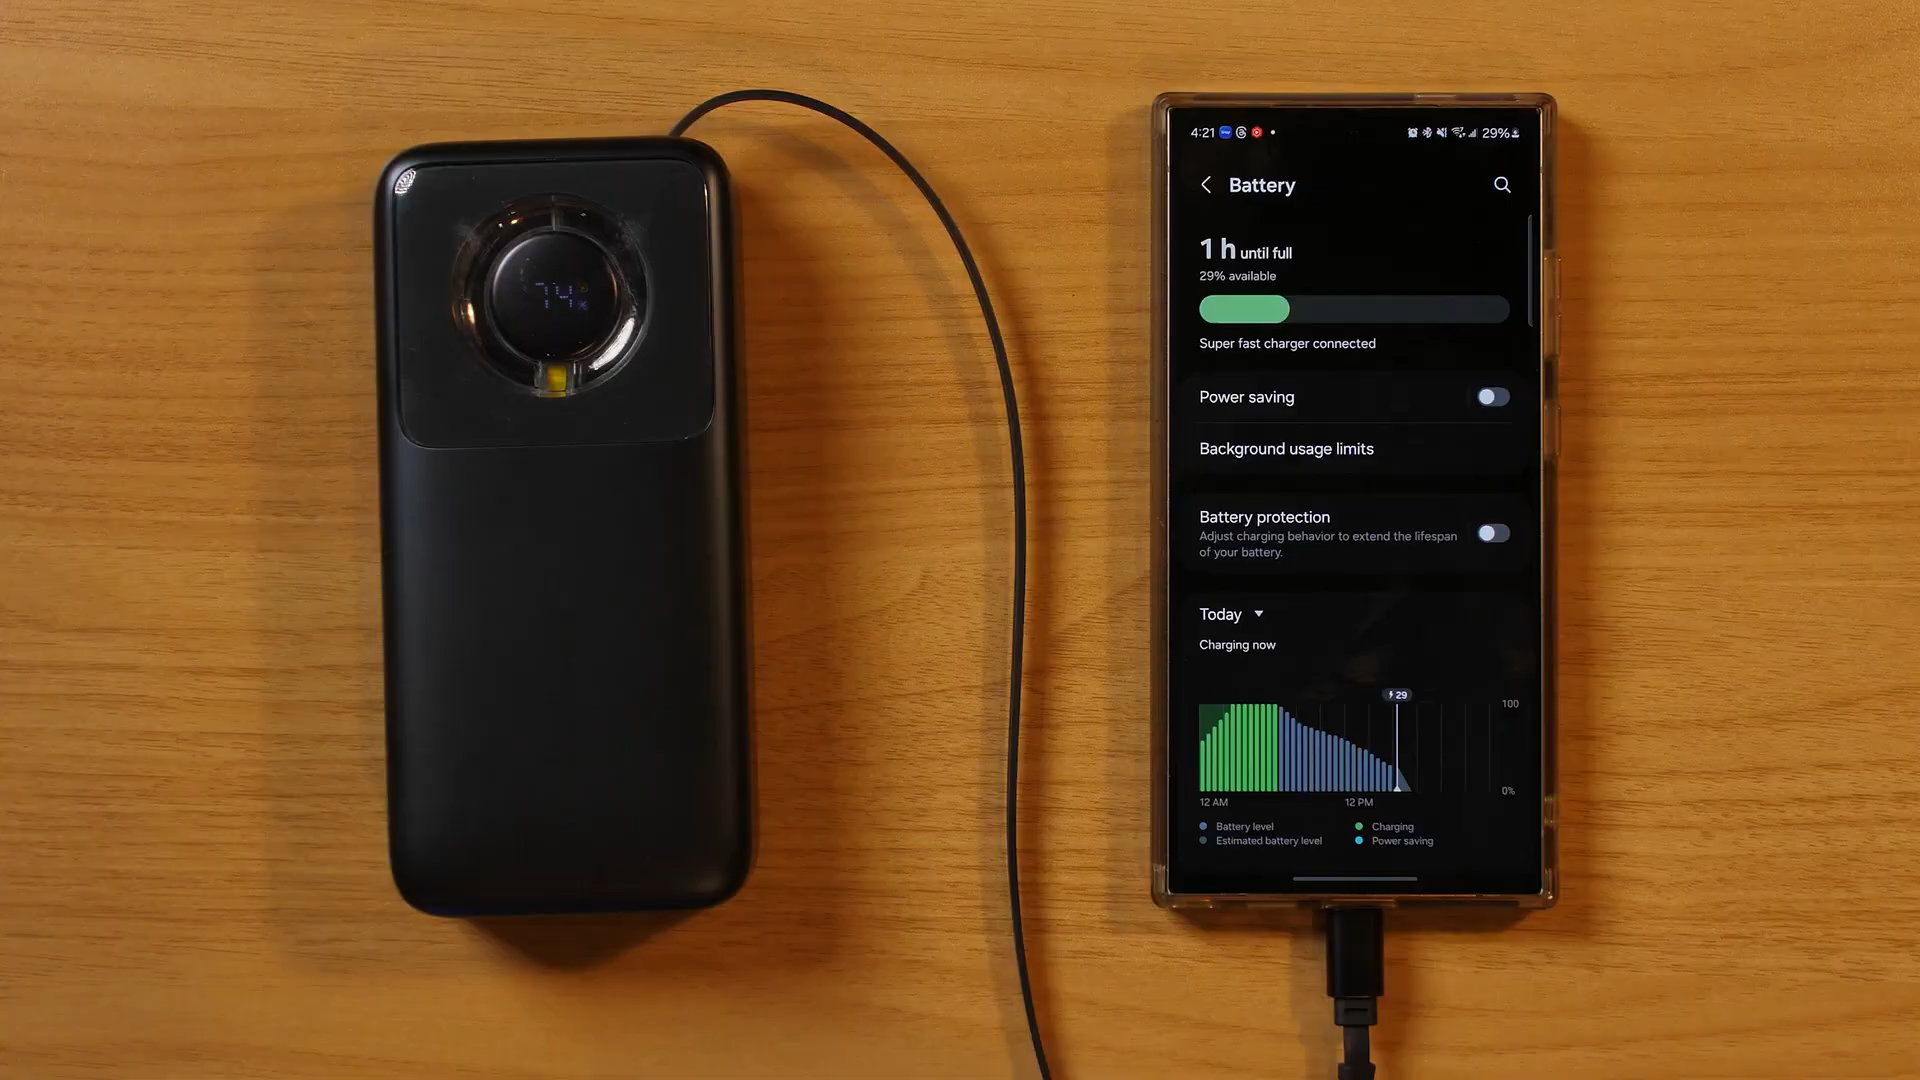 74
4:21
29%
Battery
1 h until full
29% available
Super fast charger connected
Power saving
Background usage limits
Battery protection
Adjust charging behavior to extend the lifespan
of your battery.
Today
Charging now
29
100
0%
12 AM 12 PM
Battery level Charging
Estimated battery level Power saving